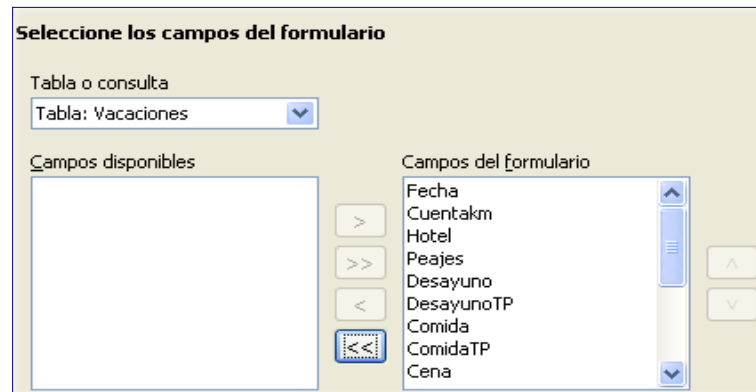 Seleccione los campos del formulario
Tabla o consulta
Tabla: Vacaciones
Campos disponibles
Campos del formulario
Fecha
Cuentakm
Hotel
Peajes
Desayuno
DesayunoTP
Comida
ComidaTP
Cena
>
>>
<
<<
^
v